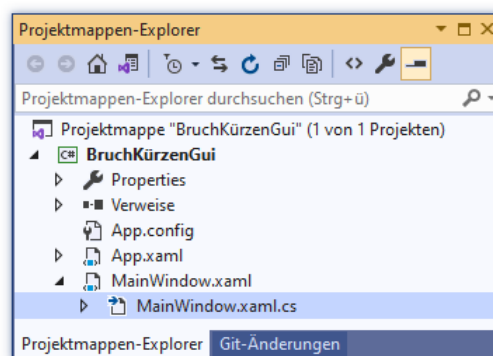 Projektmappen-Explorer
Projektmappen-Explorer durchsuchen (Strg+ü)
Projektmappe "BruchKürzenGui" (1 von 1 Projekten)
C# BruchKürzenGui
Properties
Verweise
App.config
App.xaml
MainWindow.xaml
MainWindow.xaml.cs
Projektmappen-Explorer Git-Änderungen